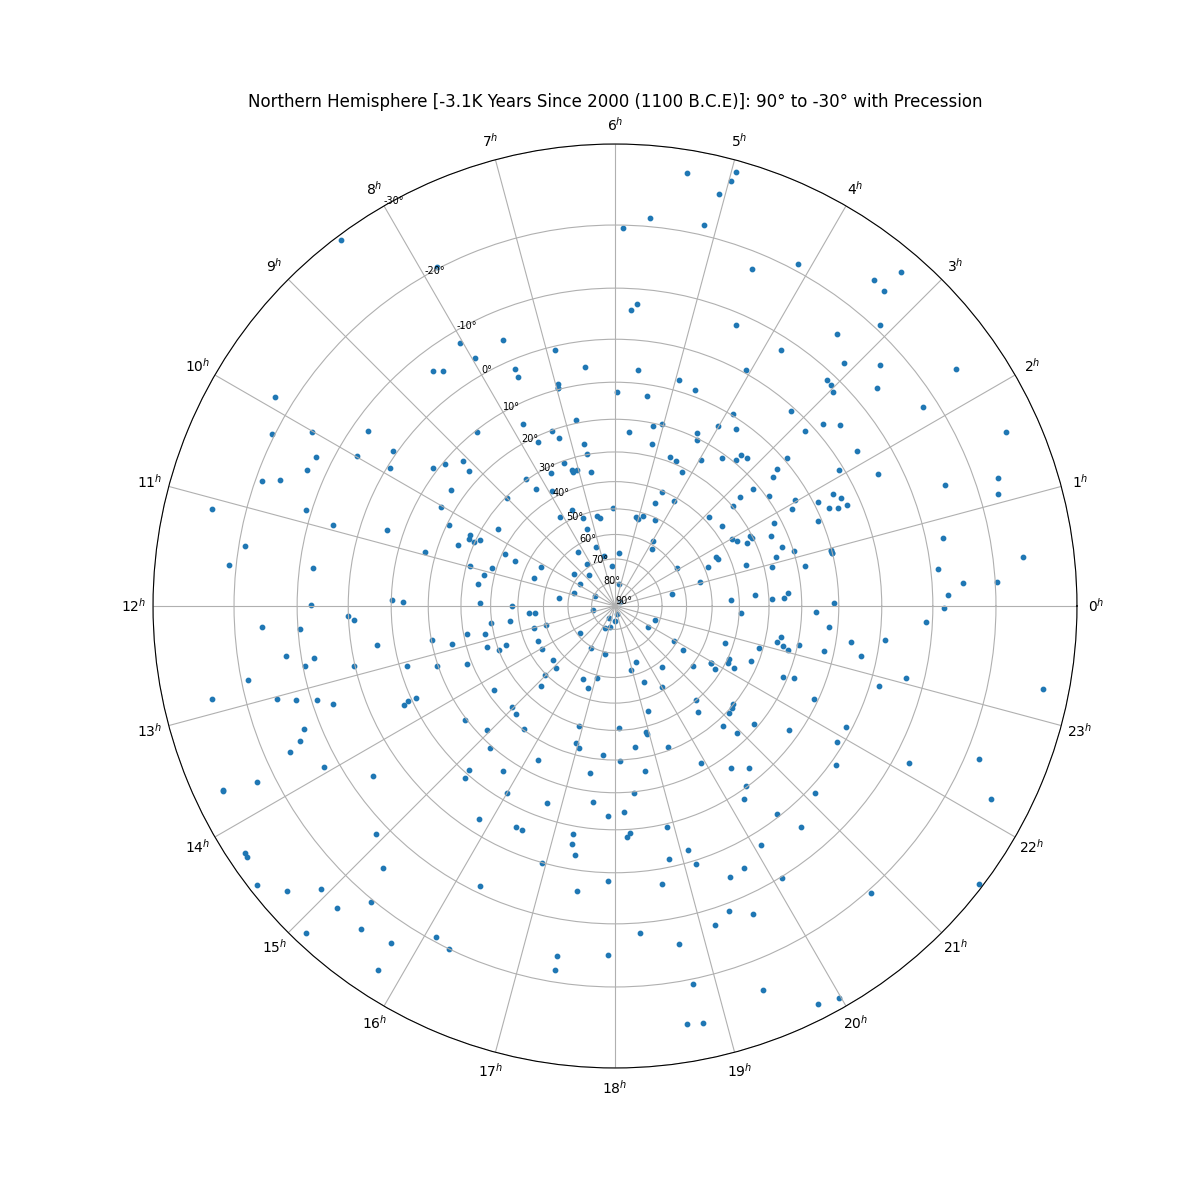 Northern Hemisphere [-3.1K Years Since 2000 (1100 B.C.E)]: 90° to -30° with Precession
6h
7h
5h
8h
4h
-30°
9h
3h
-20°
-10°
10h
2h
0°
10°
20°
30°
11h
1h
40°
50°
60°
70°
80°
90°
12h
0h
13h
23h
14h
22h
15h
21h
16h
20h
17h
19h
18h